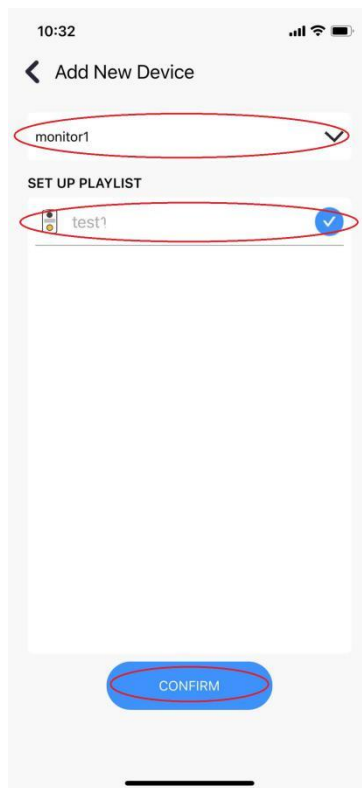 10:32
Add New Device
monitor1
SET UP PLAYLIST
test1
CONFIRM